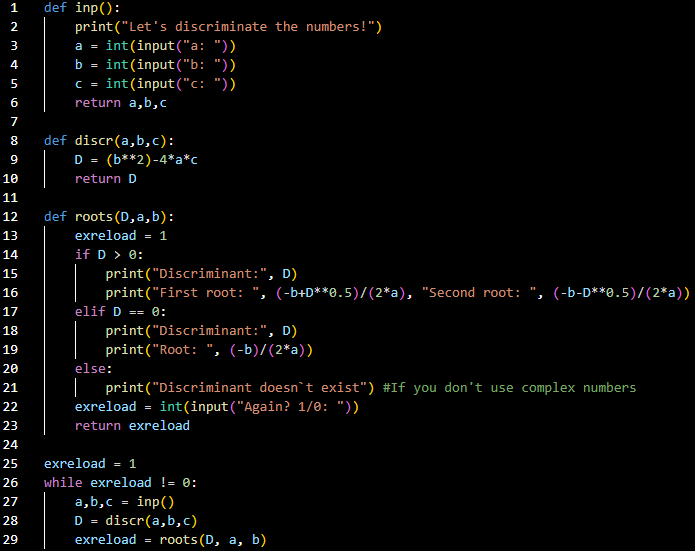 1 def inp():
2     print("Let's discriminate the numbers!")
3     a = int(input("a: "))
4     b = int(input("b: "))
5     c = int(input("c: "))
6     return a,b,c
7
8 def discr(a,b,c):
9     D = (b**2)-4*a*c
10     return D
11
12 def roots(D,a,b):
13     exreload = 1
14     if D > 0:
15         print("Discriminant:", D)
16         print("First root: ", (-b+D**0.5)/(2*a), "Second root: ", (-b-D**0.5)/(2*a))
17     elif D == 0:
18         print("Discriminant:", D)
19         print("Root: ", (-b)/(2*a))
20     else:
21         print("Discriminant doesn`t exist") #If you don't use complex numbers
22     exreload = int(input("Again? 1/0: "))
23     return exreload
24
25 exreload = 1
26 while exreload != 0:
27     a,b,c = inp()
28     D = discr(a,b,c)
29     exreload = roots(D, a, b)